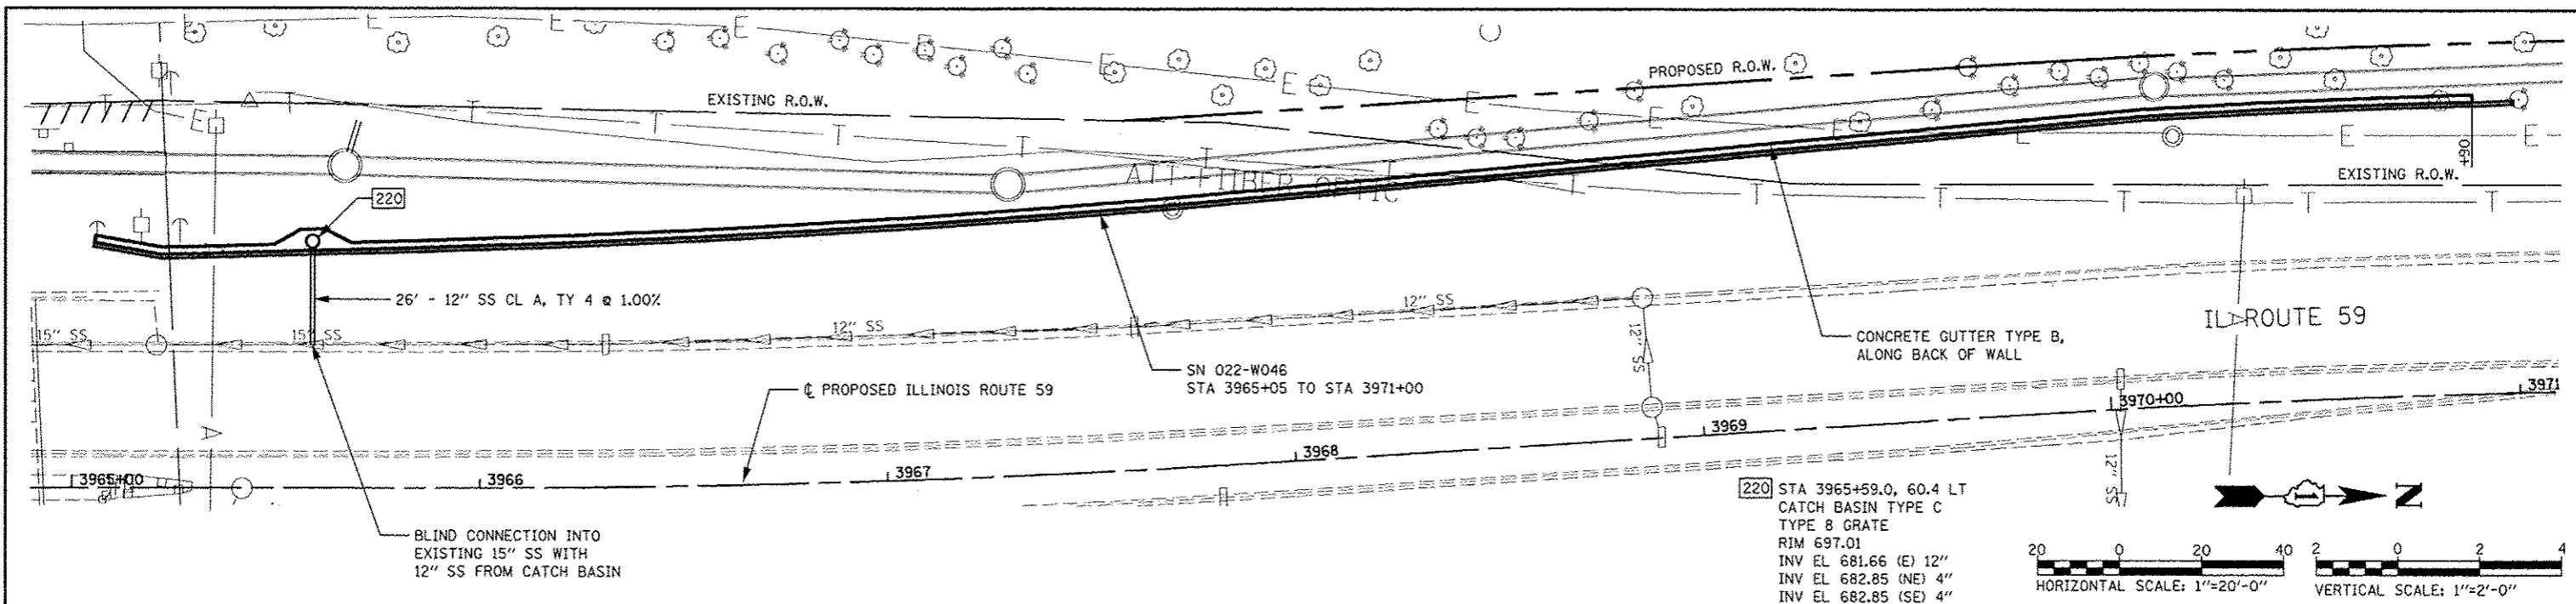 E E E E E
PROPOSED R.O.W.
EXISTING R.O.W.
T T T T T T T T T T T T
E E E E E E E
+90
EXISTING R.O.W.
ATT FIBER OPTIC
220
26' - 12" SS CL A, TY 4 @ 1.00%
15" SS
15" SS
12" SS
12" SS
12" SS
IL ROUTE 59
CONCRETE GUTTER TYPE B,
ALONG BACK OF WALL
SN 022-W046
STA 3965+05 TO STA 3971+00
℄ PROPOSED ILLINOIS ROUTE 59
3965+00
3966
3967
3968
3969
3970+00
3971
12" SS
BLIND CONNECTION INTO
EXISTING 15" SS WITH
12" SS FROM CATCH BASIN
220 STA 3965+59.0, 60.4 LT
CATCH BASIN TYPE C
TYPE 8 GRATE
RIM 697.01
INV EL 681.66 (E) 12"
INV EL 682.85 (NE) 4"
INV EL 682.85 (SE) 4"
N
20 0 20 40
HORIZONTAL SCALE: 1"=20'-0"
2 0 2 4
VERTICAL SCALE: 1"=2'-0"